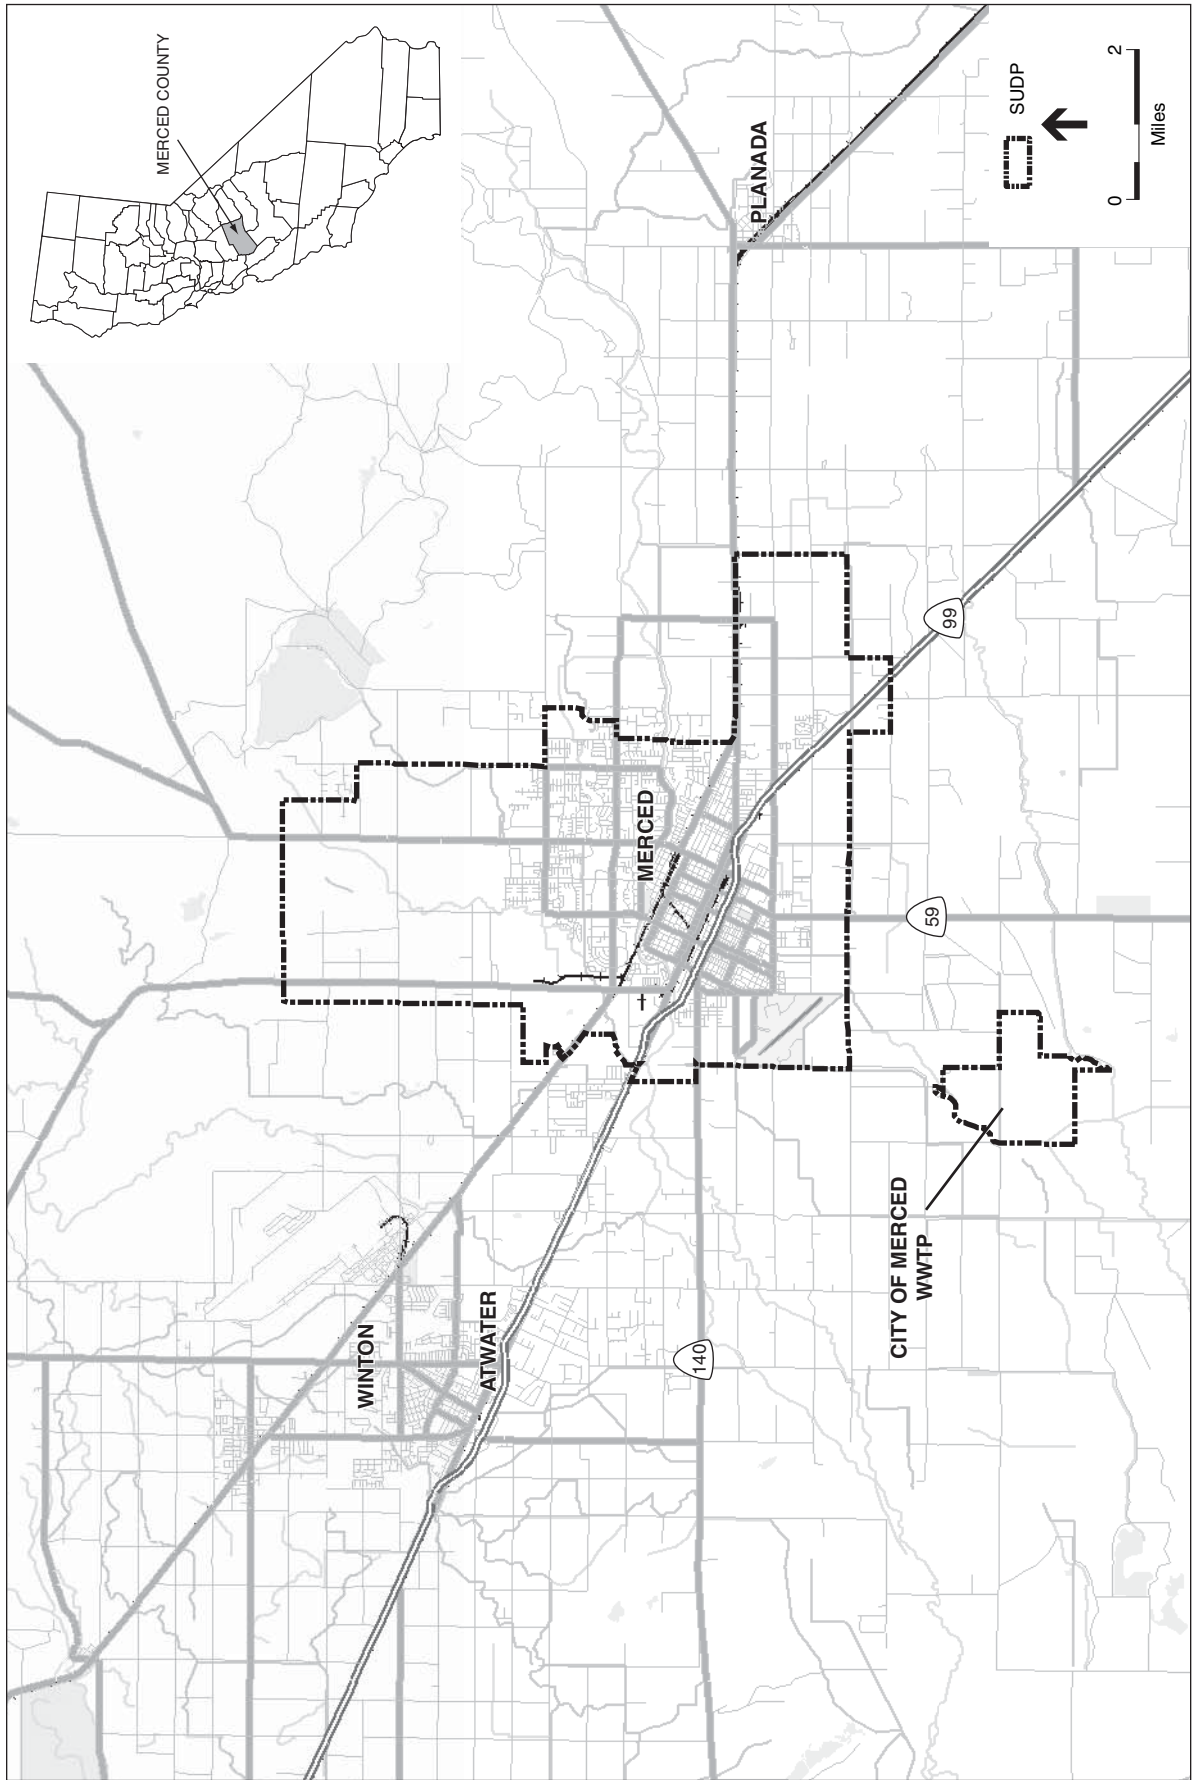 MERCED COUNTY
WINTON
ATWATER
MERCED
PLANADA
140
59
99
CITY OF MERCED
WWTP
SUDP
0
2
Miles